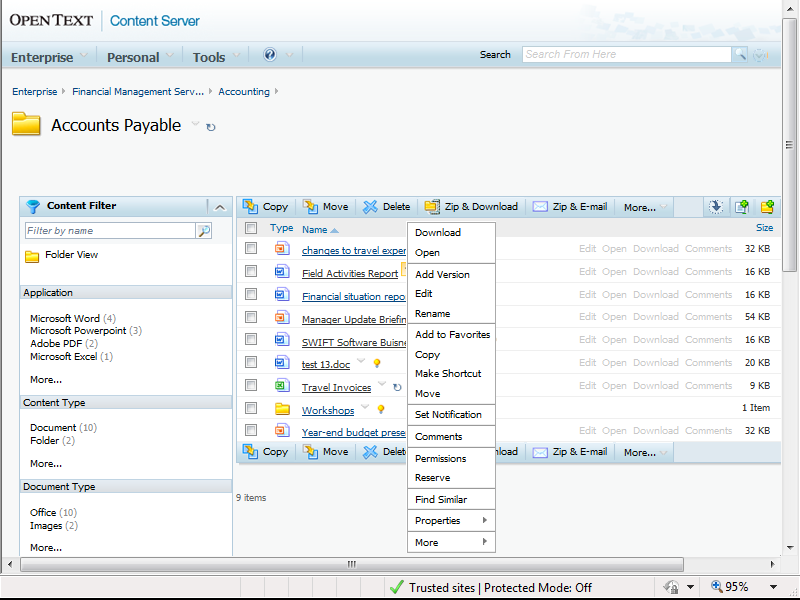 OPEN TEXT | Content Server
Enterprise Personal Tools ? Search Search From Here
Enterprise Financial Management Serv... Accounting
Accounts Payable
Content Filter
Filter by name
Folder View
Application
Microsoft Word (4)
Microsoft Powerpoint (3)
Adobe PDF (2)
Microsoft Excel (1)
More...
Content Type
Document (10)
Folder (2)
More...
Document Type
Office (10)
Images (2)
More...
Copy Move Delete Zip & Download Zip & E-mail More...
Type Name Size
changes to travel exper Edit Open Download Comments 32 KB
Field Activities Report Edit Open Download Comments 16 KB
Financial situation repo Edit Open Download Comments 16 KB
Manager Update Briefin Edit Open Download Comments 54 KB
SWIFT Software Buisne Edit Open Download Comments 16 KB
test 13.doc Edit Open Download Comments 20 KB
Travel Invoices Edit Open Download Comments 9 KB
Workshops 1 Item
Year-end budget prese Edit Open Download Comments 32 KB
Copy Move Delet load Zip & E-mail More...
9 items
Download
Open
Add Version
Edit
Rename
Add to Favorites
Copy
Make Shortcut
Move
Set Notification
Comments
Permissions
Reserve
Find Similar
Properties
More
Trusted sites | Protected Mode: Off 95%